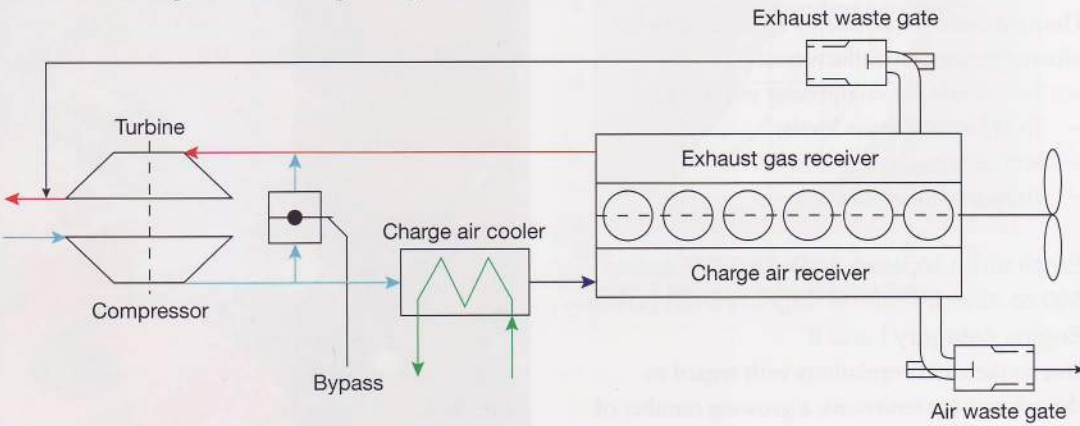 Exhaust waste gate
Turbine
Exhaust gas receiver
Charge air cooler
Charge air receiver
Compressor
Bypass
Air waste gate